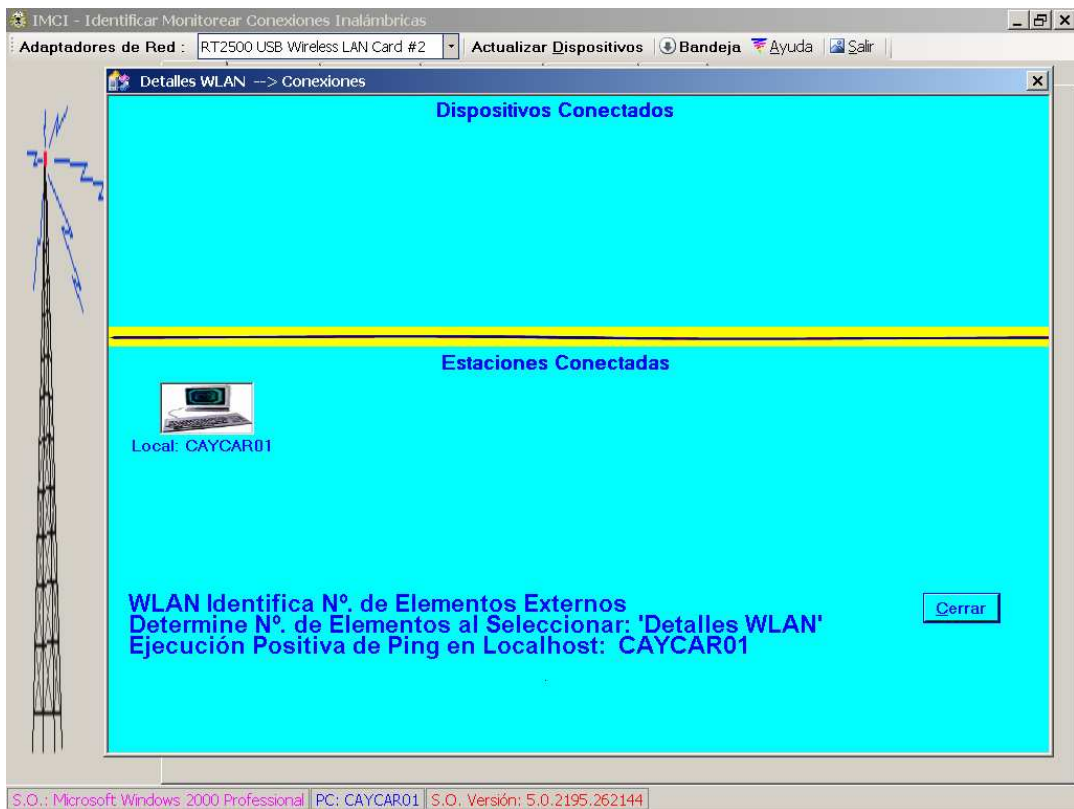 IMCI - Identificar Monitorear Conexiones Inalámbricas
Adaptadores de Red : RT2500 USB Wireless LAN Card #2 Actualizar Dispositivos Bandeja Ayuda Salir
Detalles WLAN --> Conexiones
Dispositivos Conectados
Estaciones Conectadas
Local: CAYCAR01
WLAN Identifica Nº. de Elementos Externos
Determine Nº. de Elementos al Seleccionar: 'Detalles WLAN'
Ejecución Positiva de Ping en Localhost: CAYCAR01
Cerrar
S.O.: Microsoft Windows 2000 Professional PC: CAYCAR01 S.O. Versión: 5.0.2195.262144